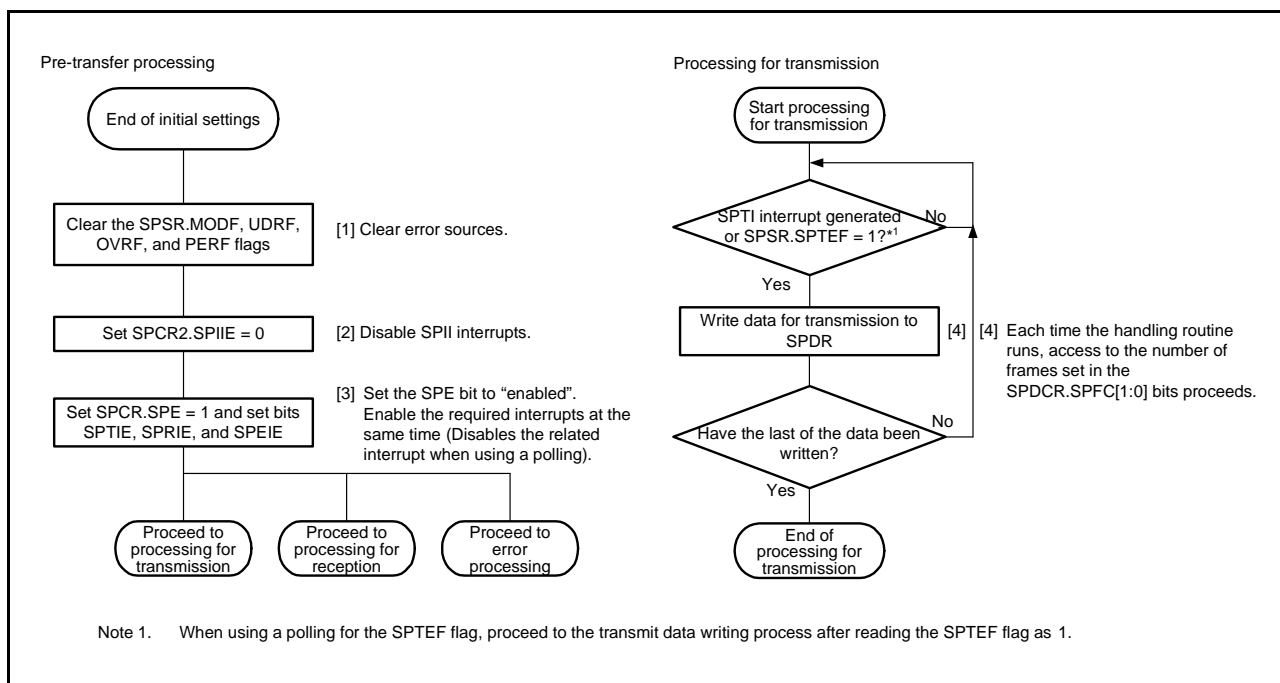 Pre-transfer processing
End of initial settings
Clear the SPSR.MODF, UDRF,
OVRF, and PERF flags
[1] Clear error sources.
Set SPCR2.SPIIE = 0
[2] Disable SPII interrupts.
Set SPCR.SPE = 1 and set bits
SPTIE, SPRIE, and SPEIE
[3] Set the SPE bit to “enabled”.
Enable the required interrupts at the
same time (Disables the related
interrupt when using a polling).
Proceed to
processing for
transmission
Proceed to
processing for
reception
Proceed to
error
processing
Processing for transmission
Start processing
for transmission
SPTI interrupt generated
or SPSR.SPTEF = 1?*1
No
Yes
Write data for transmission to
SPDR
[4]
[4] Each time the handling routine
runs, access to the number of
frames set in the
SPDCR.SPFC[1:0] bits proceeds.
Have the last of the data been
written?
No
Yes
End of
processing for
transmission
Note 1. When using a polling for the SPTEF flag, proceed to the transmit data writing process after reading the SPTEF flag as 1.